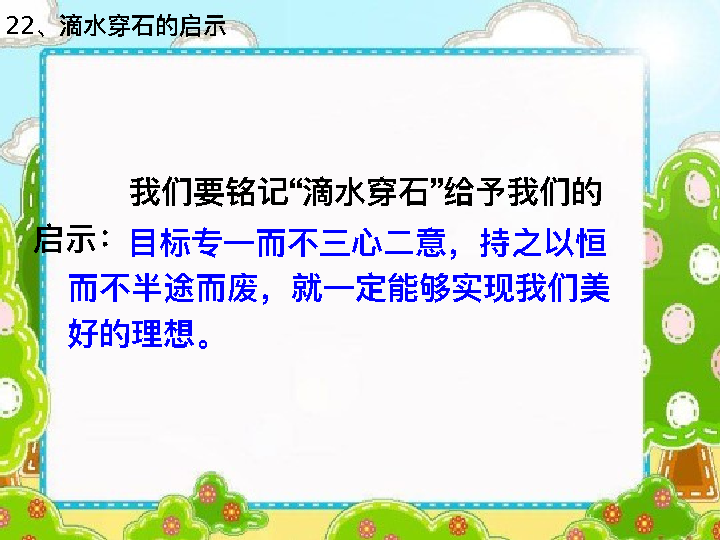 22、滴水穿石的启示
我们要铭记“滴水穿石”给予我们的
启示：目标专一而不三心二意，持之以恒
而不半途而废，就一定能够实现我们美
好的理想。